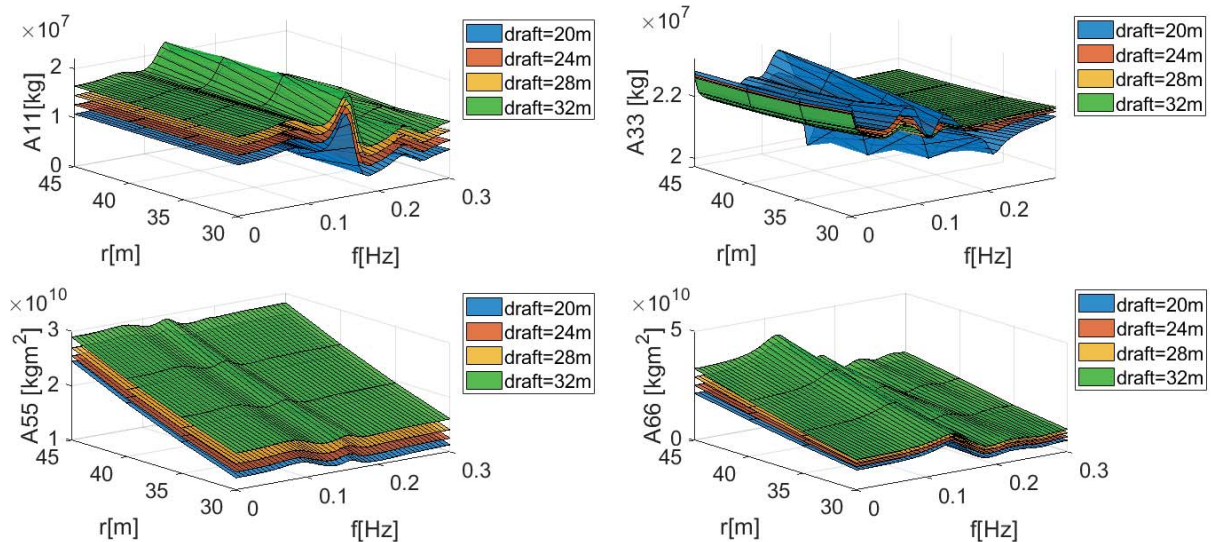 × 10⁷
2
1
0
A11[kg]
45
40
35
30
r[m]
0
0.1
0.2
0.3
f[Hz]
draft=20m
draft=24m
draft=28m
draft=32m
× 10⁷
2.2
2
A33 [kg]
45
40
35
30
r[m]
0
0.1
0.2
0.3
f[Hz]
draft=20m
draft=24m
draft=28m
draft=32m
× 10¹⁰
3
2
1
A55 [kgm²]
45
40
35
30
r[m]
0
0.1
0.2
0.3
f[Hz]
draft=20m
draft=24m
draft=28m
draft=32m
× 10¹⁰
5
0
A66 [kgm²]
45
40
35
30
r[m]
0
0.1
0.2
0.3
f[Hz]
draft=20m
draft=24m
draft=28m
draft=32m